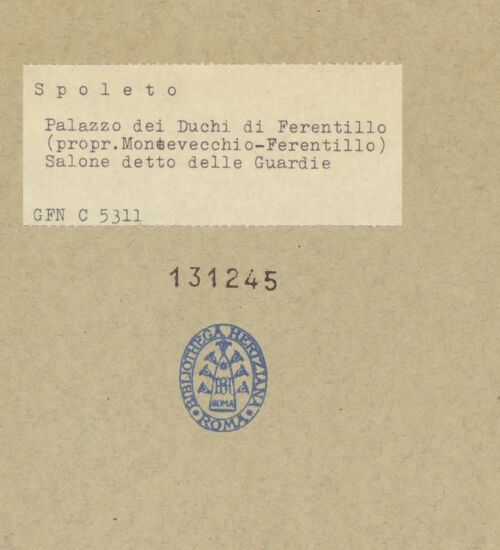 S p o l e t o
Palazzo dei Duchi di Ferentillo
(propr.Montevecchio-Ferentillo)
Salone detto delle Guardie
GFN C 5311
131245
BIBLIOTHECA HERTZIANA
BH
ROMA
ROMA